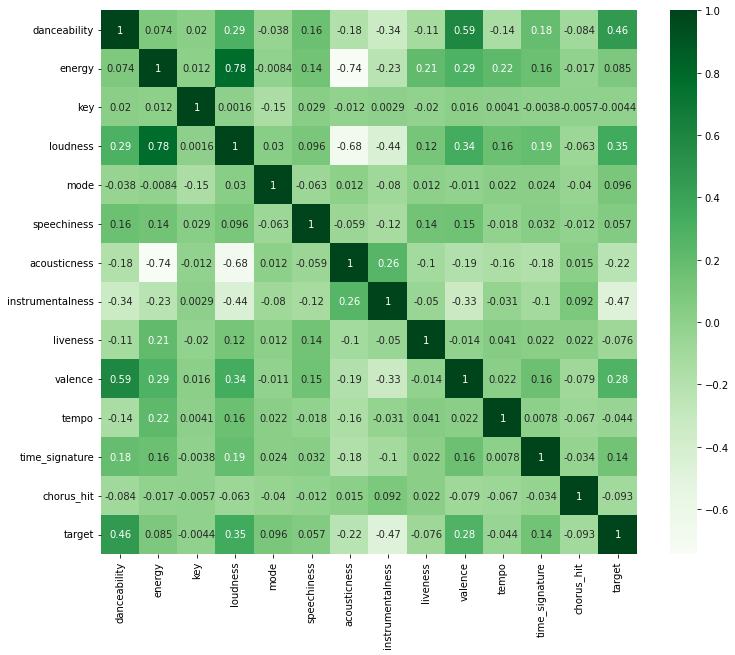 danceability 1 0.074 0.02 0.29 -0.038 0.16 -0.18 -0.34 -0.11 0.59 -0.14 0.18 -0.084 0.46
energy 0.074 1 0.012 0.78 -0.0084 0.14 -0.74 -0.23 0.21 0.29 0.22 0.16 -0.017 0.085
key 0.02 0.012 1 0.0016 -0.15 0.029 -0.012 0.0029 -0.02 0.016 0.0041 -0.0038 -0.0057 -0.0044
loudness 0.29 0.78 0.0016 1 0.03 0.096 -0.68 -0.44 0.12 0.34 0.16 0.19 -0.063 0.35
mode -0.038 -0.0084 -0.15 0.03 1 -0.063 0.012 -0.08 0.012 -0.011 0.022 0.024 -0.04 0.096
speechiness 0.16 0.14 0.029 0.096 -0.063 1 -0.059 -0.12 0.14 0.15 -0.018 0.032 -0.012 0.057
acousticness -0.18 -0.74 -0.012 -0.68 0.012 -0.059 1 0.26 -0.1 -0.19 -0.16 -0.18 0.015 -0.22
instrumentalness -0.34 -0.23 0.0029 -0.44 -0.08 -0.12 0.26 1 -0.05 -0.33 -0.031 -0.1 0.092 -0.47
liveness -0.11 0.21 -0.02 0.12 0.012 0.14 -0.1 -0.05 1 -0.014 0.041 0.022 0.022 -0.076
valence 0.59 0.29 0.016 0.34 -0.011 0.15 -0.19 -0.33 -0.014 1 0.022 0.16 -0.079 0.28
tempo -0.14 0.22 0.0041 0.16 0.022 -0.018 -0.16 -0.031 0.041 0.022 1 0.0078 -0.067 -0.044
time_signature 0.18 0.16 -0.0038 0.19 0.024 0.032 -0.18 -0.1 0.022 0.16 0.0078 1 -0.034 0.14
chorus_hit -0.084 -0.017 -0.0057 -0.063 -0.04 -0.012 0.015 0.092 0.022 -0.079 -0.067 -0.034 1 -0.093
target 0.46 0.085 -0.0044 0.35 0.096 0.057 -0.22 -0.47 -0.076 0.28 -0.044 0.14 -0.093 1
danceability
energy
key
loudness
mode
speechiness
acousticness
instrumentalness
liveness
valence
tempo
time_signature
chorus_hit
target
1.0
0.8
0.6
0.4
0.2
0.0
−0.2
−0.4
−0.6